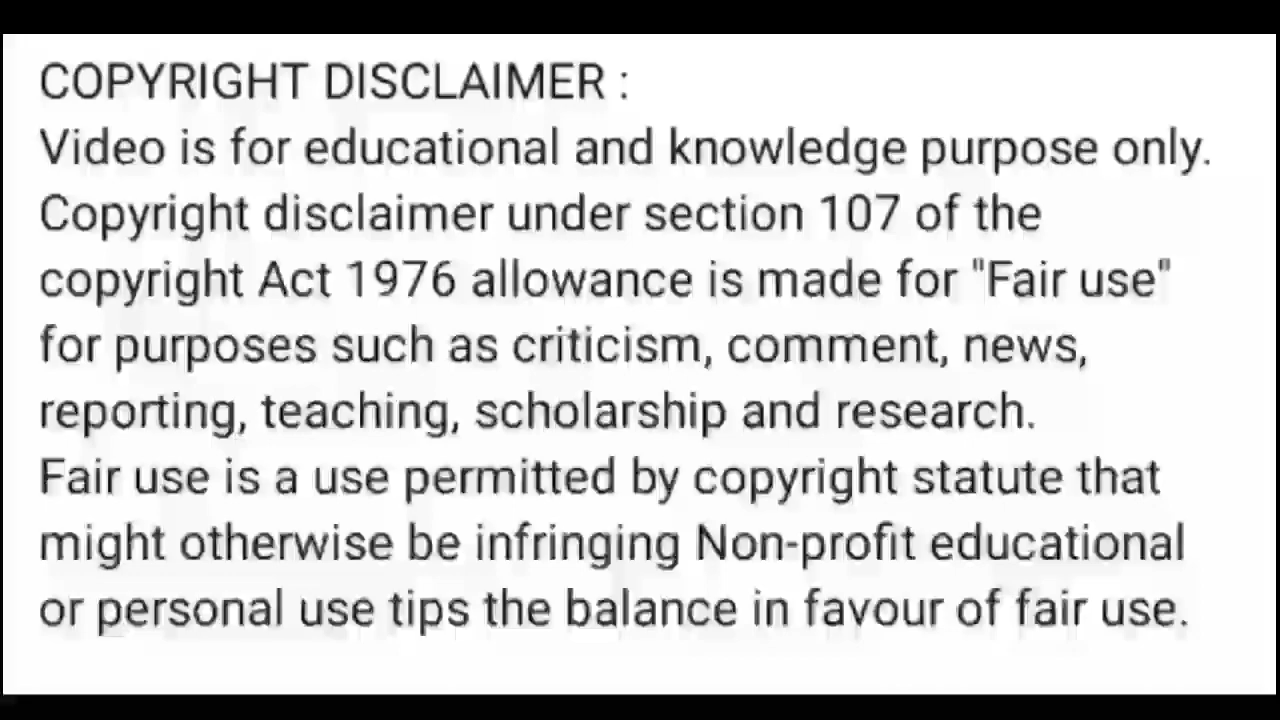 COPYRIGHT DISCLAIMER :
Video is for educational and knowledge purpose only.
Copyright disclaimer under section 107 of the
copyright Act 1976 allowance is made for "Fair use"
for purposes such as criticism, comment, news,
reporting, teaching, scholarship and research.
Fair use is a use permitted by copyright statute that
might otherwise be infringing Non-profit educational
or personal use tips the balance in favour of fair use.